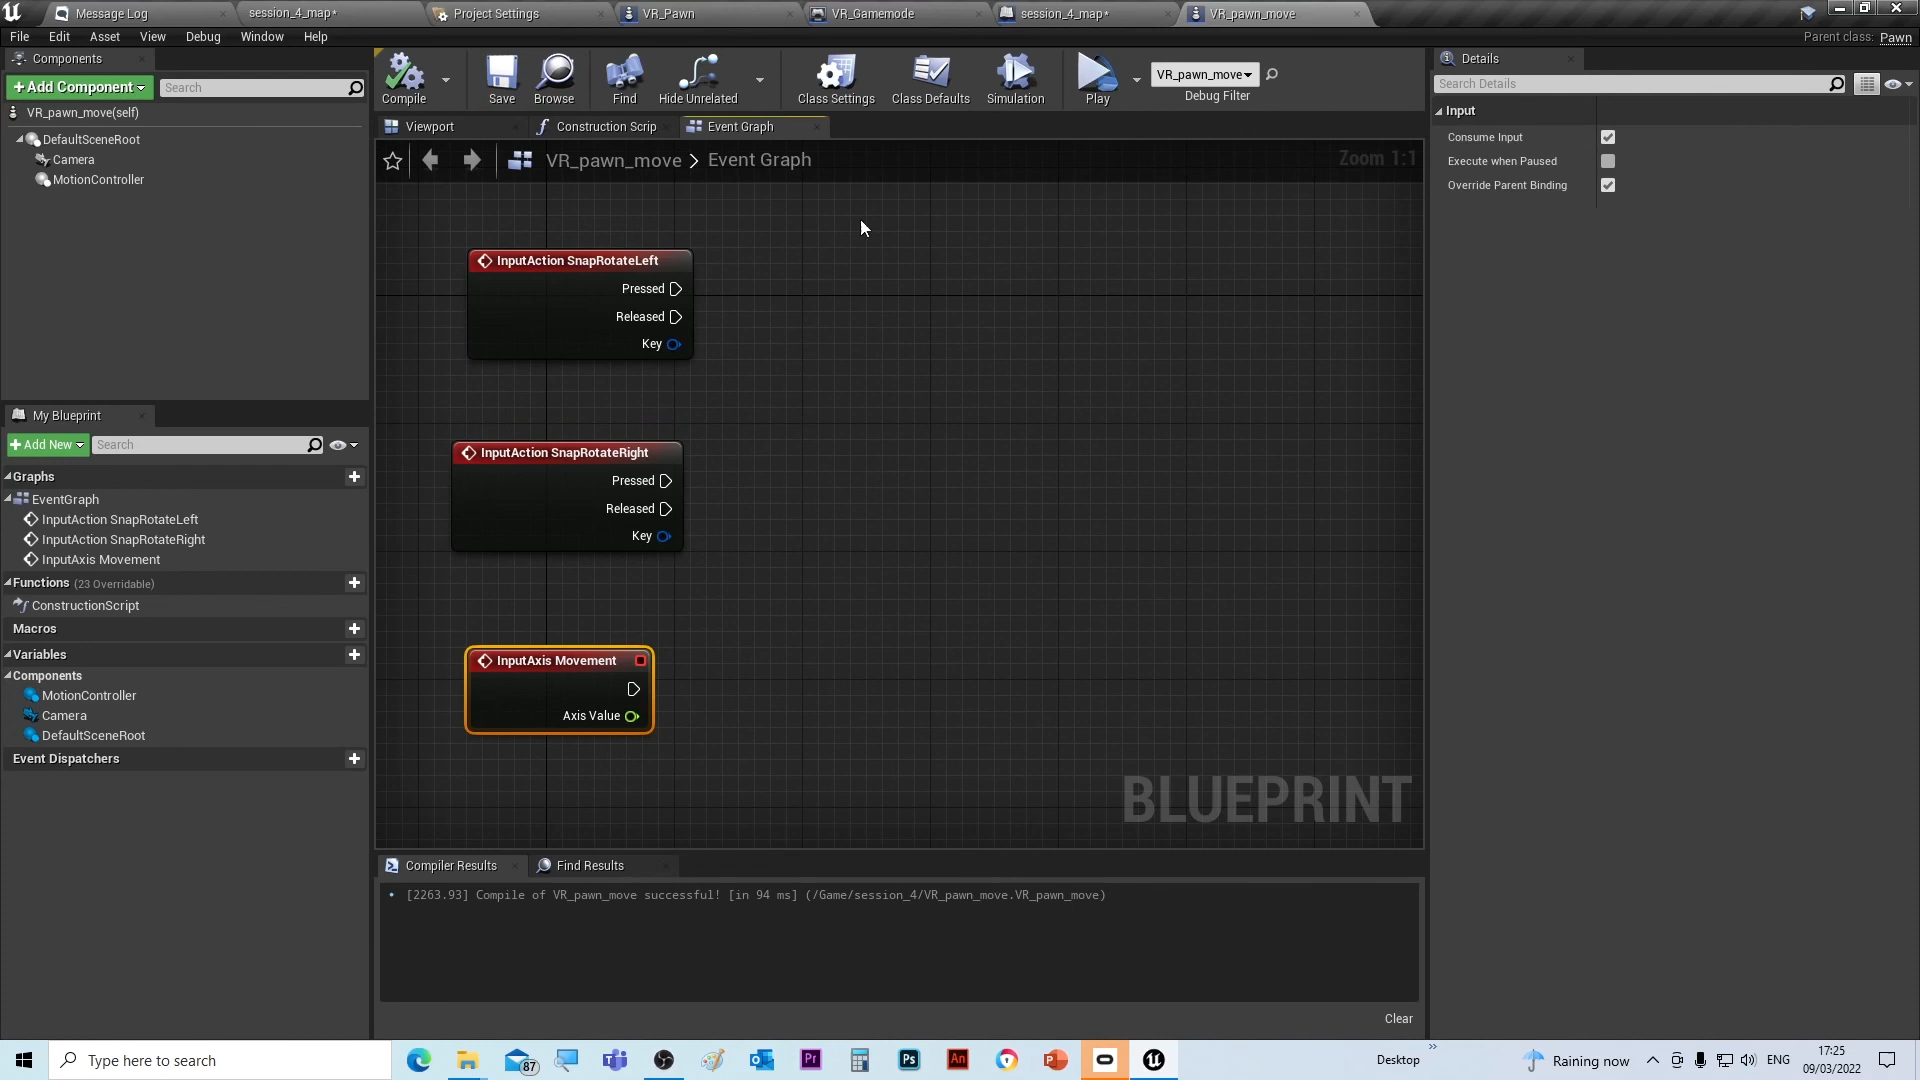 Message Log
session_4_map*
Project Settings
VR_Pawn
VR_Gamemode
session_4_map*
VR_pawn_move
File Edit Asset View Debug Window Help
Parent class: Pawn
Components
+Add Component
Search
VR_pawn_move(self)
DefaultSceneRoot
Camera
MotionController
Compile
Save
Browse
Find
Hide Unrelated
Class Settings
Class Defaults
Simulation
Play
VR_pawn_move
Debug Filter
Viewport
Construction Scrip
Event Graph
VR_pawn_move > Event Graph
Zoom 1:1
InputAction SnapRotateLeft
Pressed
Released
Key
InputAction SnapRotateRight
Pressed
Released
Key
InputAxis Movement
Axis Value
BLUEPRINT
My Blueprint
+Add New
Search
Graphs
EventGraph
InputAction SnapRotateLeft
InputAction SnapRotateRight
InputAxis Movement
Functions (23 Overridable)
ConstructionScript
Macros
Variables
Components
MotionController
Camera
DefaultSceneRoot
Event Dispatchers
Compiler Results
Find Results
[2263.93] Compile of VR_pawn_move successful! [in 94 ms] (/Game/session_4/VR_pawn_move.VR_pawn_move)
Clear
Details
Search Details
Input
Consume Input
Execute when Paused
Override Parent Binding
Type here to search
87
Pr
Ps
An
Desktop
Raining now
ENG
17:25
09/03/2022